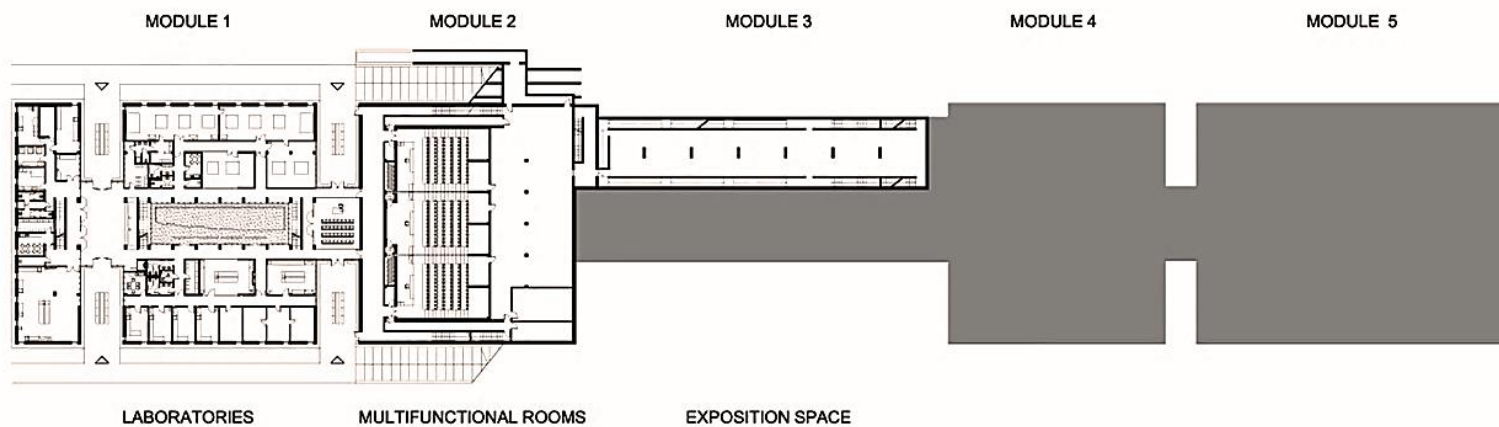 MODULE 1
MODULE 2
MODULE 3
MODULE 4
MODULE 5
LABORATORIES
MULTIFUNCTIONAL ROOMS
EXPOSITION SPACE